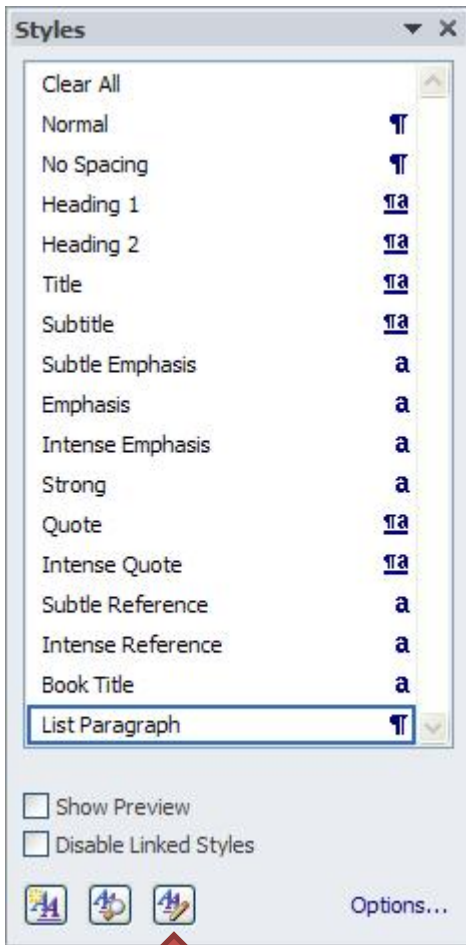 Styles
Clear All
Normal ¶
No Spacing ¶
Heading 1 ¶a
Heading 2 ¶a
Title ¶a
Subtitle ¶a
Subtle Emphasis a
Emphasis a
Intense Emphasis a
Strong a
Quote ¶a
Intense Quote ¶a
Subtle Reference a
Intense Reference a
Book Title a
List Paragraph ¶
Show Preview
Disable Linked Styles
Options...